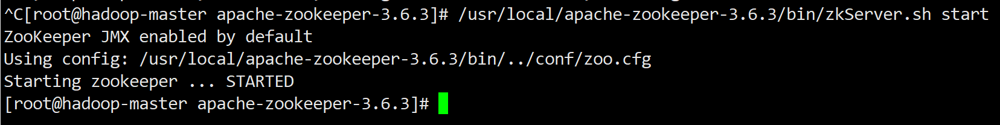 ^C[root@hadoop-master apache-zookeeper-3.6.3]# /usr/local/apache-zookeeper-3.6.3/bin/zkServer.sh start
ZooKeeper JMX enabled by default
Using config: /usr/local/apache-zookeeper-3.6.3/bin/../conf/zoo.cfg
Starting zookeeper ... STARTED
[root@hadoop-master apache-zookeeper-3.6.3]#